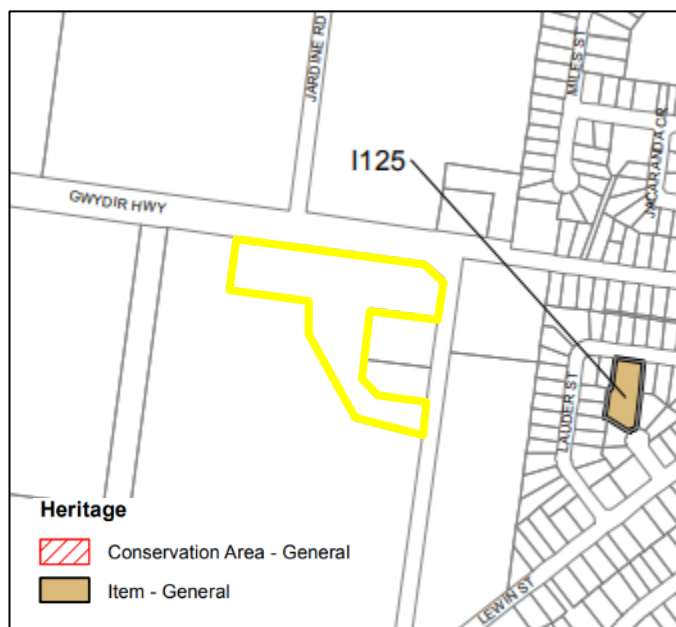 JARDINE RD
MILES ST
JACARANDA CR
I125
GWYDIR HWY
LAUDER ST
LEWIN ST
Heritage
Conservation Area - General
Item - General